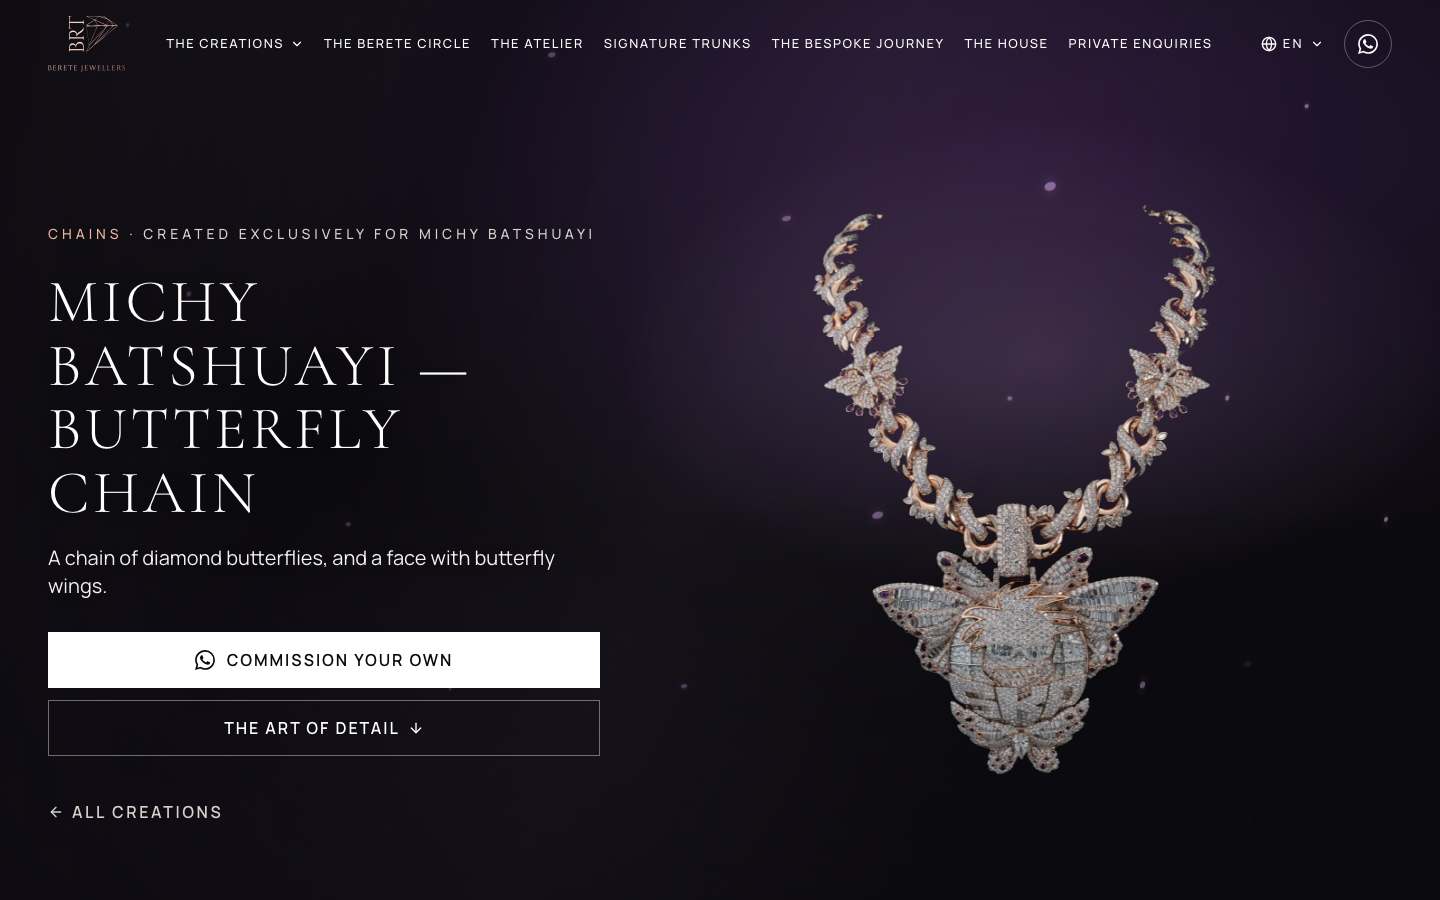 BRT
BERETE JEWELLERS
THE CREATIONS
THE BERETE CIRCLE
THE ATELIER
SIGNATURE TRUNKS
THE BESPOKE JOURNEY
THE HOUSE
PRIVATE ENQUIRIES
EN
CHAINS · CREATED EXCLUSIVELY FOR MICHY BATSHUAYI
MICHY
BATSHUAYI —
BUTTERFLY
CHAIN
A chain of diamond butterflies, and a face with butterfly
wings.
COMMISSION YOUR OWN
THE ART OF DETAIL ↓
← ALL CREATIONS